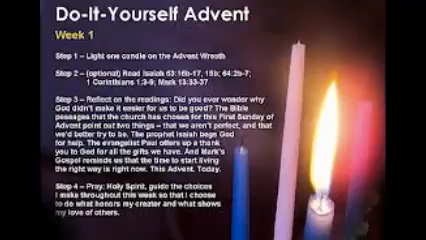 Do-It-Yourself Advent
Week 1
Step 1 – Light one candle on the Advent Wreath
Step 2 – (optional) Read Isaiah 63:16b-17, 19b; 64:2b-7;
1 Corinthians 1:3-9; Mark 13:33-37
Step 3 – Reflect on the readings: Did you ever wonder why
God didn't make it easier for us to be good? The Bible
passages that the church has chosen for this First Sunday of
Advent point out two things – that we aren't perfect, and that
we'd better try to be. The prophet Isaiah begs God
for help. The evangelist Paul offers up a thank
you to God for all the gifts we have. And Mark's
Gospel reminds us that the time to start living
the right way is right now. This Advent. Today.
Step 4 – Pray: Holy Spirit, guide the choices
I make throughout this week so that I choose
to do what honors my creator and what shows
my love of others.